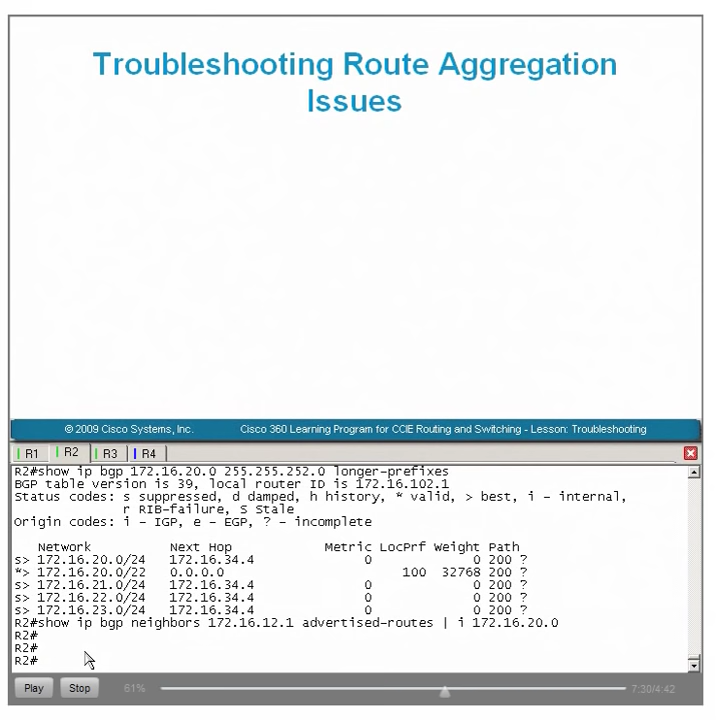 Troubleshooting Route Aggregation
Issues
© 2009 Cisco Systems, Inc. Cisco 360 Learning Program for CCIE Routing and Switching - Lesson: Troubleshooting
R1 R2 R3 R4
R2#show ip bgp 172.16.20.0 255.255.252.0 longer-prefixes
BGP table version is 39, local router ID is 172.16.102.1
Status codes: s suppressed, d damped, h history, * valid, > best, i - internal,
r RIB-failure, S Stale
Origin codes: i - IGP, e - EGP, ? - incomplete
Network Next Hop Metric LocPrf Weight Path
s> 172.16.20.0/24 172.16.34.4 0 0 200 ?
*> 172.16.20.0/22 0.0.0.0 100 32768 200 ?
s> 172.16.21.0/24 172.16.34.4 0 0 200 ?
s> 172.16.22.0/24 172.16.34.4 0 0 200 ?
s> 172.16.23.0/24 172.16.34.4 0 0 200 ?
R2#show ip bgp neighbors 172.16.12.1 advertised-routes | i 172.16.20.0
R2#
R2#
R2#
Play Stop 61% 7:30/4:42